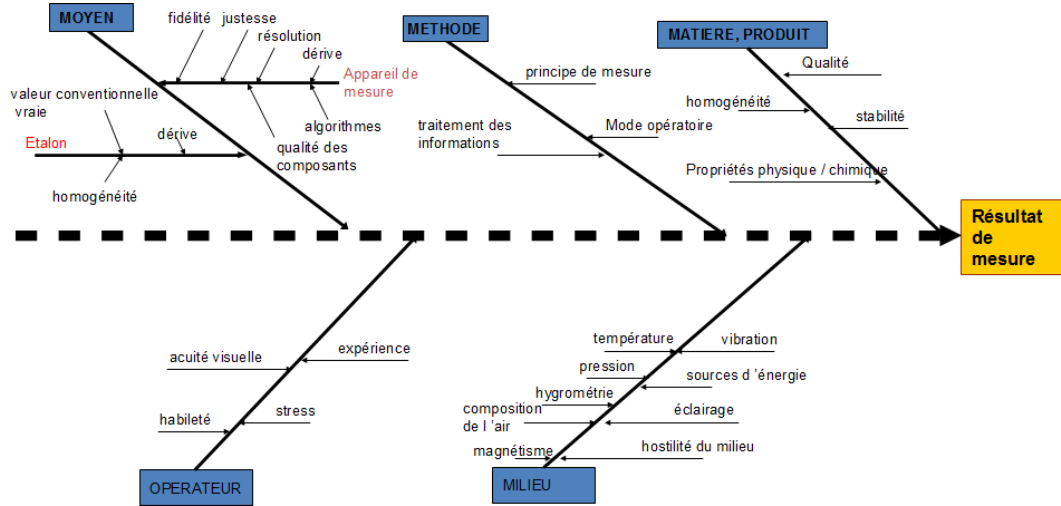 MOYEN
fidélité
justesse
résolution
dérive
Appareil de
mesure
valeur conventionnelle
vraie
Etalon
dérive
homogénéité
algorithmes
qualité des
composants
METHODE
principe de mesure
Mode opératoire
traitement des
informations
MATIERE, PRODUIT
Qualité
homogénéité
stabilité
Propriétés physique / chimique
Résultat
de
mesure
acuité visuelle
expérience
habileté
stress
OPERATEUR
température
vibration
pression
sources d ’énergie
hygrométrie
composition
de l ’air
éclairage
magnétisme
hostilité du milieu
MILIEU